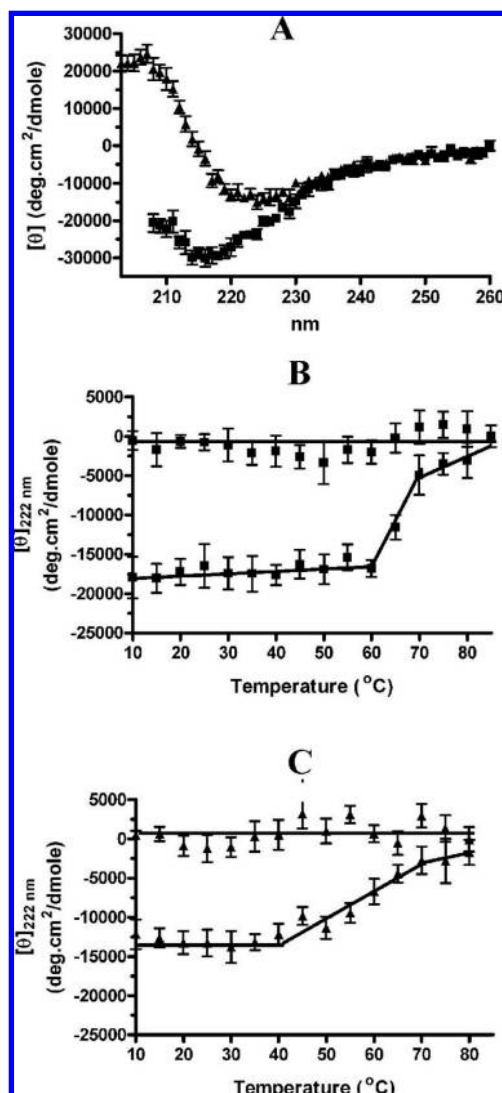 A
30000
20000
10000
0
-10000
-20000
-30000
[θ] (deg.cm²/dmole)
210 220 230 240 250 260
nm
B
5000
0
-5000
-10000
-15000
-20000
-25000
[θ]222 nm
(deg.cm²/dmole)
10 20 30 40 50 60 70 80
Temperature (°C)
C
5000
0
-5000
-10000
-15000
-20000
-25000
[θ]222 nm
(deg.cm²/dmole)
10 20 30 40 50 60 70 80
Temperature (°C)